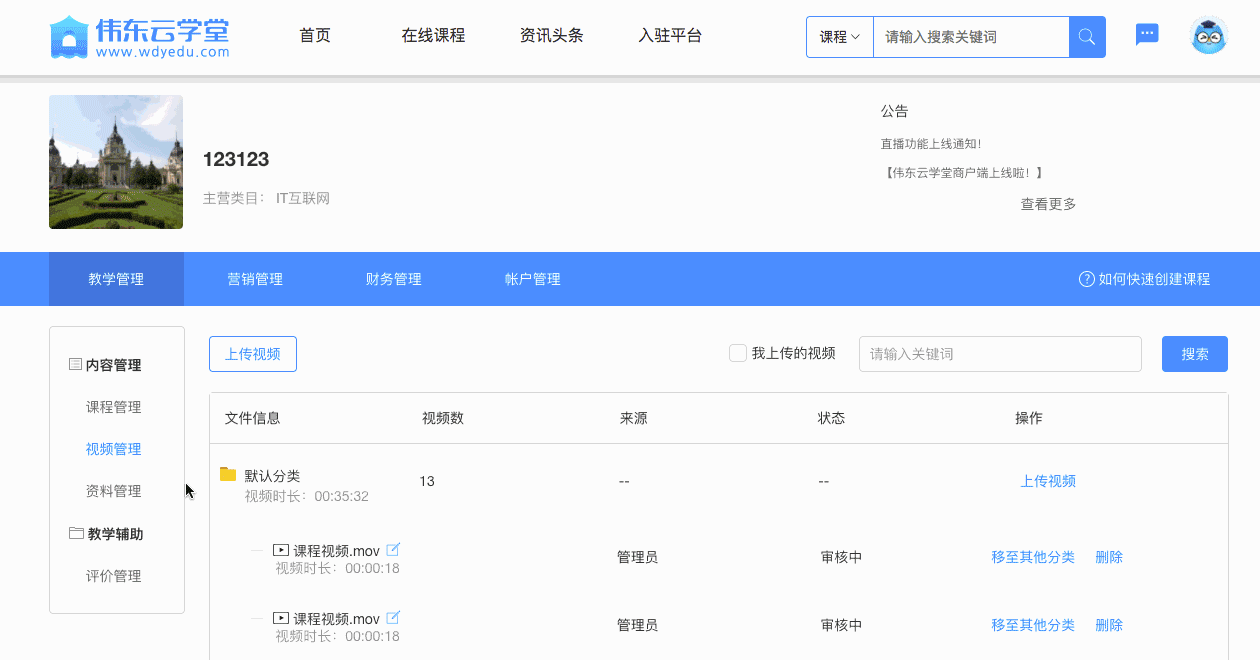 伟东云学堂
www.wdyedu.com
首页 在线课程 资讯头条 入驻平台
课程 请输入搜索关键词
123123
主营类目： IT互联网
公告
直播功能上线通知！
【伟东云学堂商户端上线啦！】
查看更多
教学管理 营销管理 财务管理 帐户管理 ? 如何快速创建课程
内容管理
课程管理
视频管理
资料管理
教学辅助
评价管理
上传视频 我上传的视频 请输入关键词 搜索
文件信息 视频数 来源 状态 操作
默认分类 13 -- -- 上传视频
视频时长：00:35:32
课程视频.mov 管理员 审核中 移至其他分类 删除
视频时长：00:00:18
课程视频.mov 管理员 审核中 移至其他分类 删除
视频时长：00:00:18